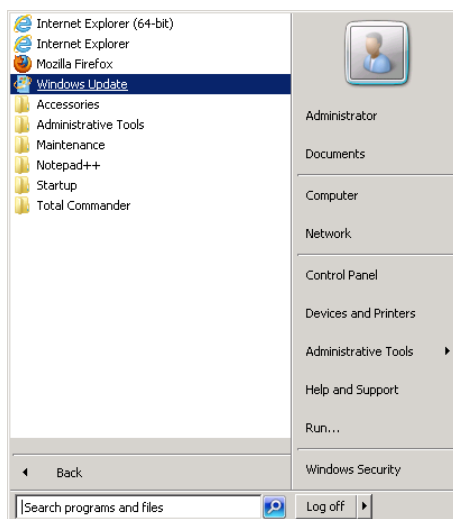 Internet Explorer (64-bit)
Internet Explorer
Mozilla Firefox
Windows Update
Accessories
Administrative Tools
Maintenance
Notepad++
Startup
Total Commander
Back
Search programs and files
Administrator
Documents
Computer
Network
Control Panel
Devices and Printers
Administrative Tools
Help and Support
Run...
Windows Security
Log off